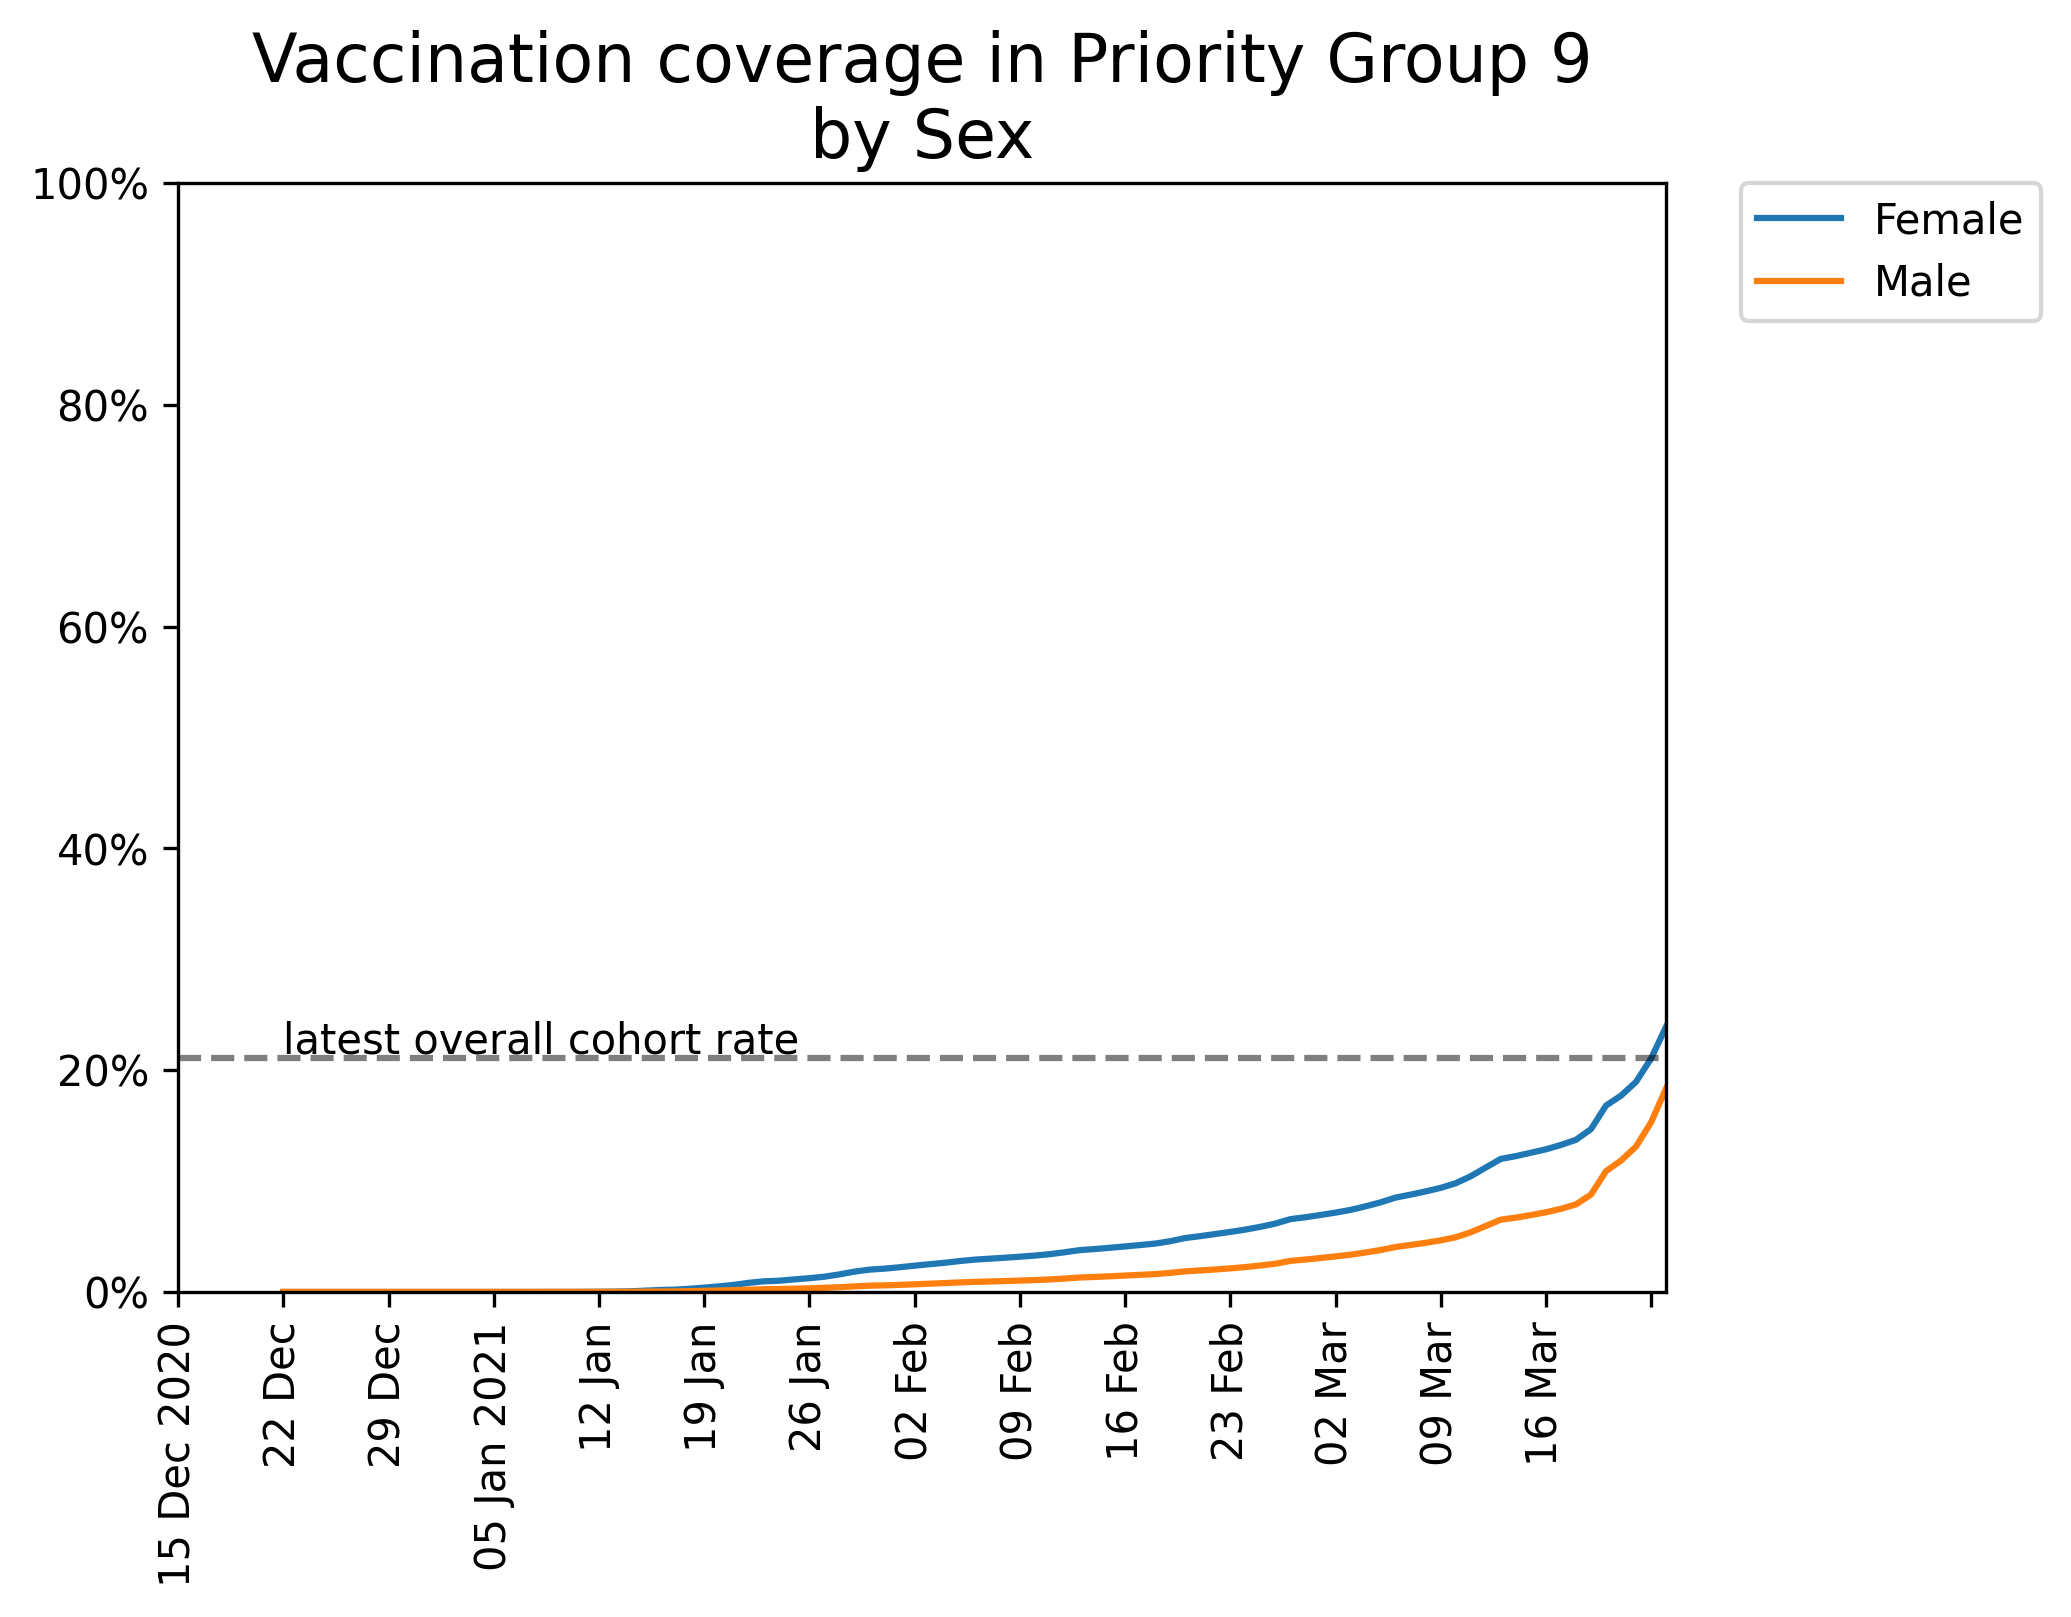 Vaccination coverage in Priority Group 9
by Sex
100%
80%
60%
40%
20%
0%
latest overall cohort rate
Female
Male
15 Dec 2020
22 Dec
29 Dec
05 Jan 2021
12 Jan
19 Jan
26 Jan
02 Feb
09 Feb
16 Feb
23 Feb
02 Mar
09 Mar
16 Mar